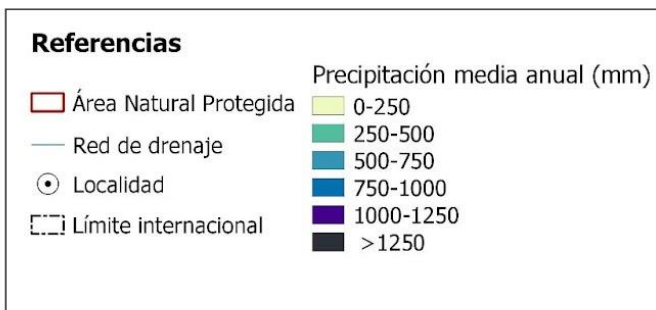 Referencias
Área Natural Protegida
Red de drenaje
Localidad
Límite internacional
Precipitación media anual (mm)
0-250
250-500
500-750
750-1000
1000-1250
>1250